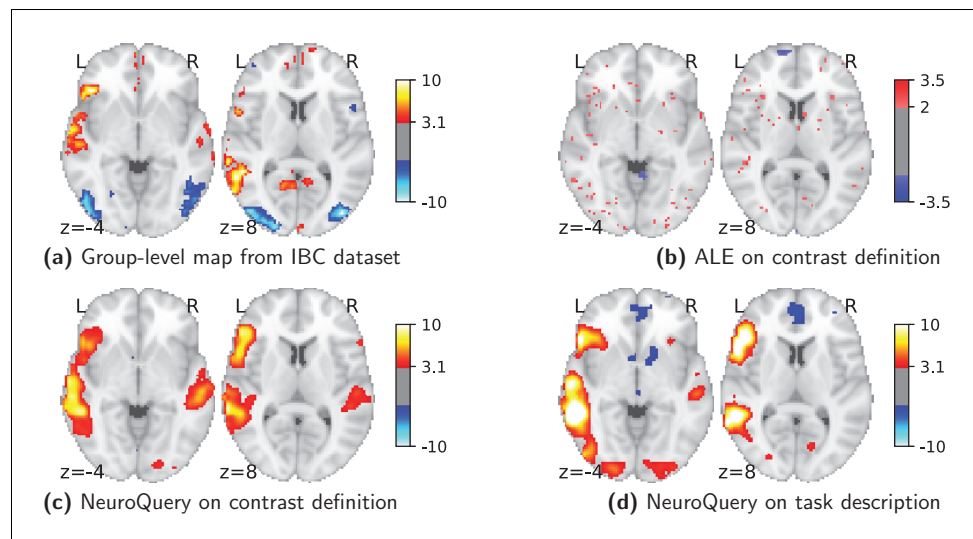 L R L R
10
3.1
-10
z=-4 z=8
(a) Group-level map from IBC dataset
3.5
2
-3.5
z=-4 z=8
(b) ALE on contrast definition
L R
10
3.1
-10
z=-4 z=8
(c) NeuroQuery on contrast definition
L R
10
3.1
-10
z=-4 z=8
(d) NeuroQuery on task description